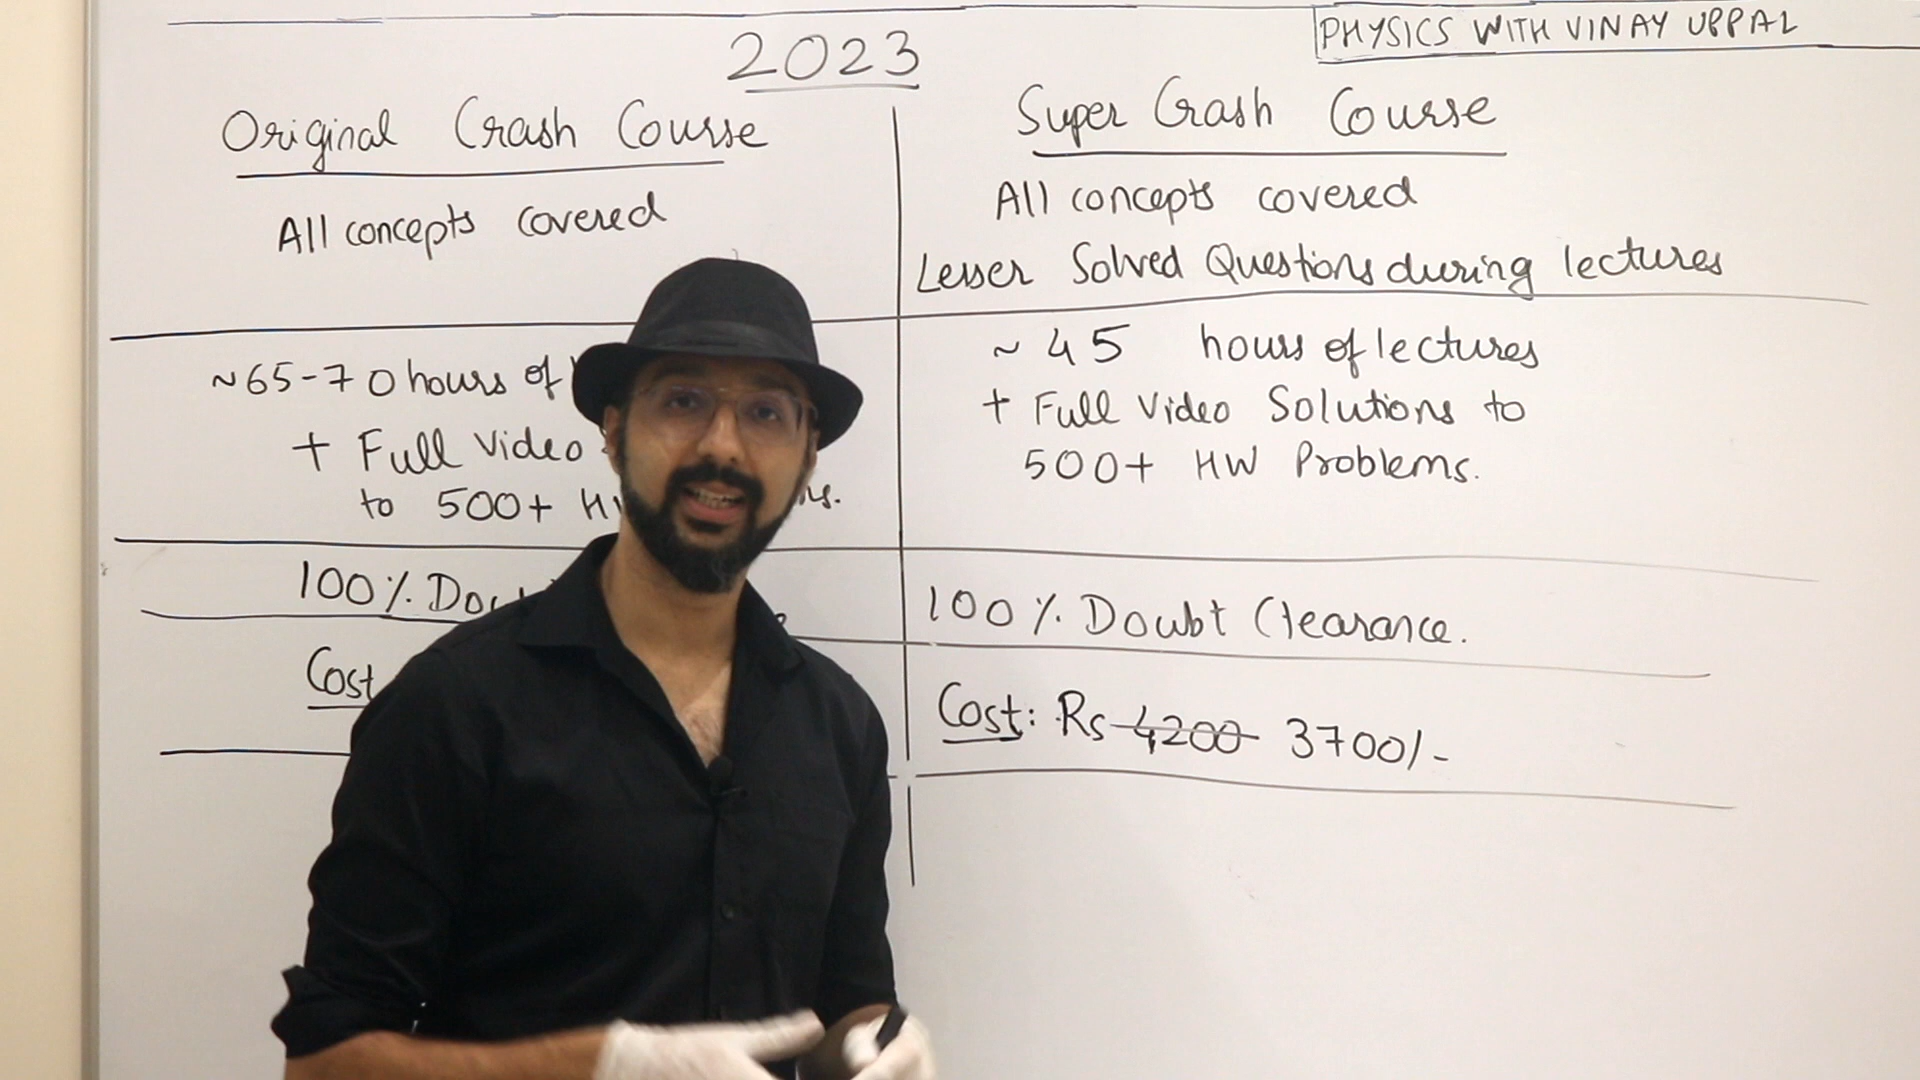 PHYSICS WITH VINAY UPPAL
2023
Original Crash Course
All concepts covered
~65-70 hours of
+ Full Video
to 500+
100%
Cost
Super Crash Course
All concepts covered
Lesser Solved Questions during lectures
~ 45 hours of lectures
+ Full Video Solutions to
500+ HW Problems.
100% Doubt Clearance.
Cost: Rs 4200 3700/-